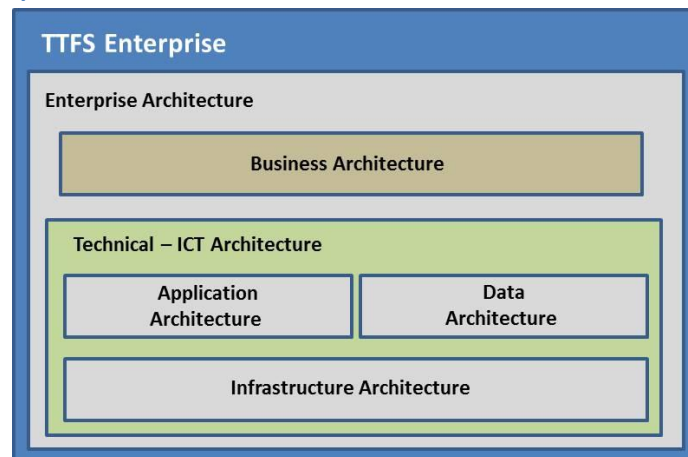 TTFS Enterprise
Enterprise Architecture
Business Architecture
Technical – ICT Architecture
Application
Architecture
Data
Architecture
Infrastructure Architecture